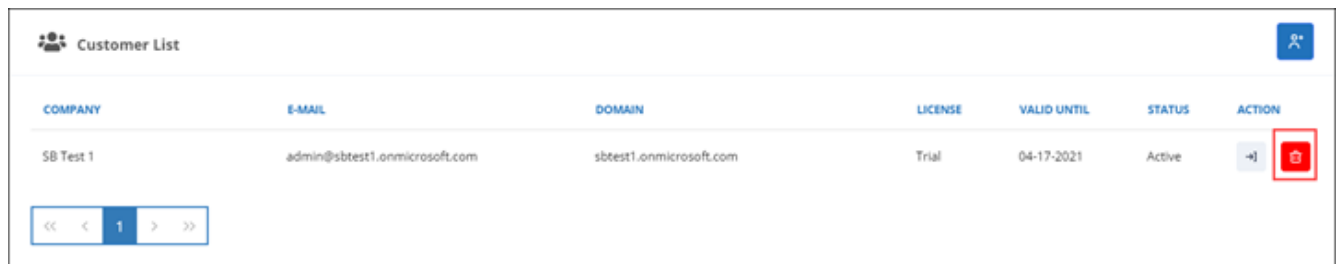 Customer List
COMPANY E-MAIL DOMAIN LICENSE VALID UNTIL STATUS ACTION
SB Test 1 admin@sbtest1.onmicrosoft.com sbtest1.onmicrosoft.com Trial 04-17-2021 Active
<< < 1 > >>